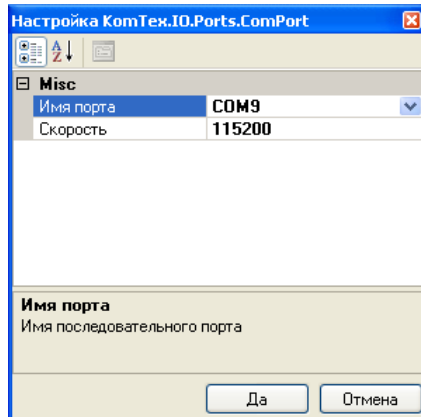 Настройка KomTex.IO.Ports.ComPort
Misc
Имя порта COM9
Скорость 115200
Имя порта
Имя последовательного порта
Да Отмена